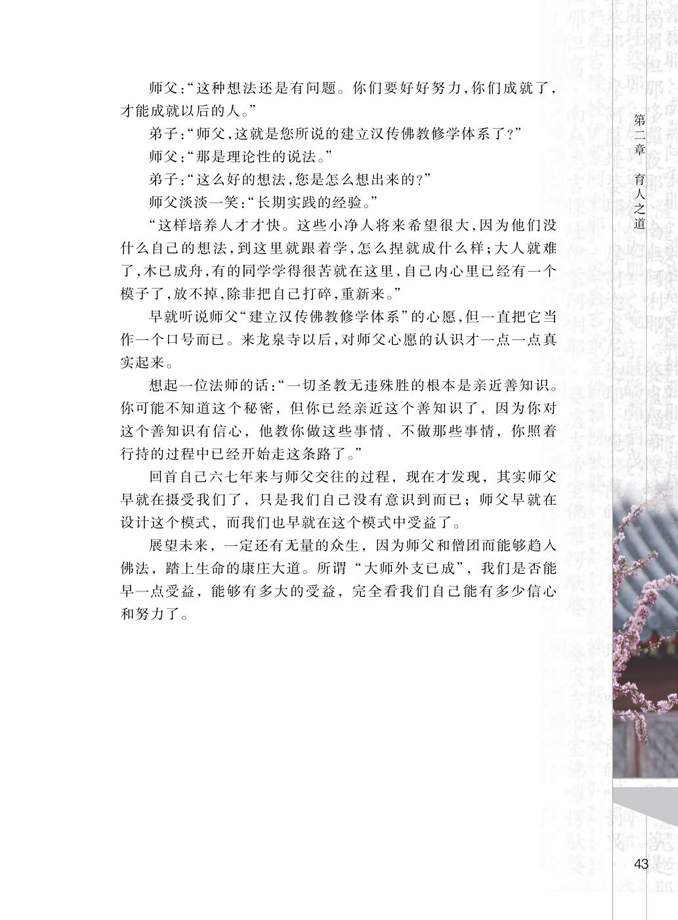 师父：“这种想法还是有问题。你们要好好努力，你们成就了，
才能成就以后的人。”
弟子：“师父，这就是您所说的建立汉传佛教修学体系了？”
师父：“那是理论性的说法。”
弟子：“这么好的想法，您是怎么想出来的？”
师父淡淡一笑：“长期实践的经验。”
“这样培养人才才快。这些小净人将来希望很大，因为他们没
什么自己的想法，到这里就跟着学，怎么捏就成什么样；大人就难
了，木已成舟，有的同学学得很苦就在这里，自己内心里已经有一个
模子了，放不掉，除非把自己打碎，重新来。”
早就听说师父“建立汉传佛教修学体系”的心愿，但一直把它当
作一个口号而已。来龙泉寺以后，对师父心愿的认识才一点一点真
实起来。
想起一位法师的话：“一切圣教无违殊胜的根本是亲近善知识。
你可能不知道这个秘密，但你已经亲近这个善知识了，因为你对
这个善知识有信心，他教你做这些事情、不做那些事情，你照着
行持的过程中已经开始走这条路了。”
回首自己六七年来与师父交往的过程，现在才发现，其实师父
早就在摄受我们了，只是我们自己没有意识到而已；师父早就在
设计这个模式，而我们也早就在这个模式中受益了。
展望未来，一定还有无量的众生，因为师父和僧团而能够趋入
佛法，踏上生命的康庄大道。所谓“大师外支已成”，我们是否能
早一点受益，能够有多大的受益，完全看我们自己能有多少信心
和努力了。
第二章 育人之道
43